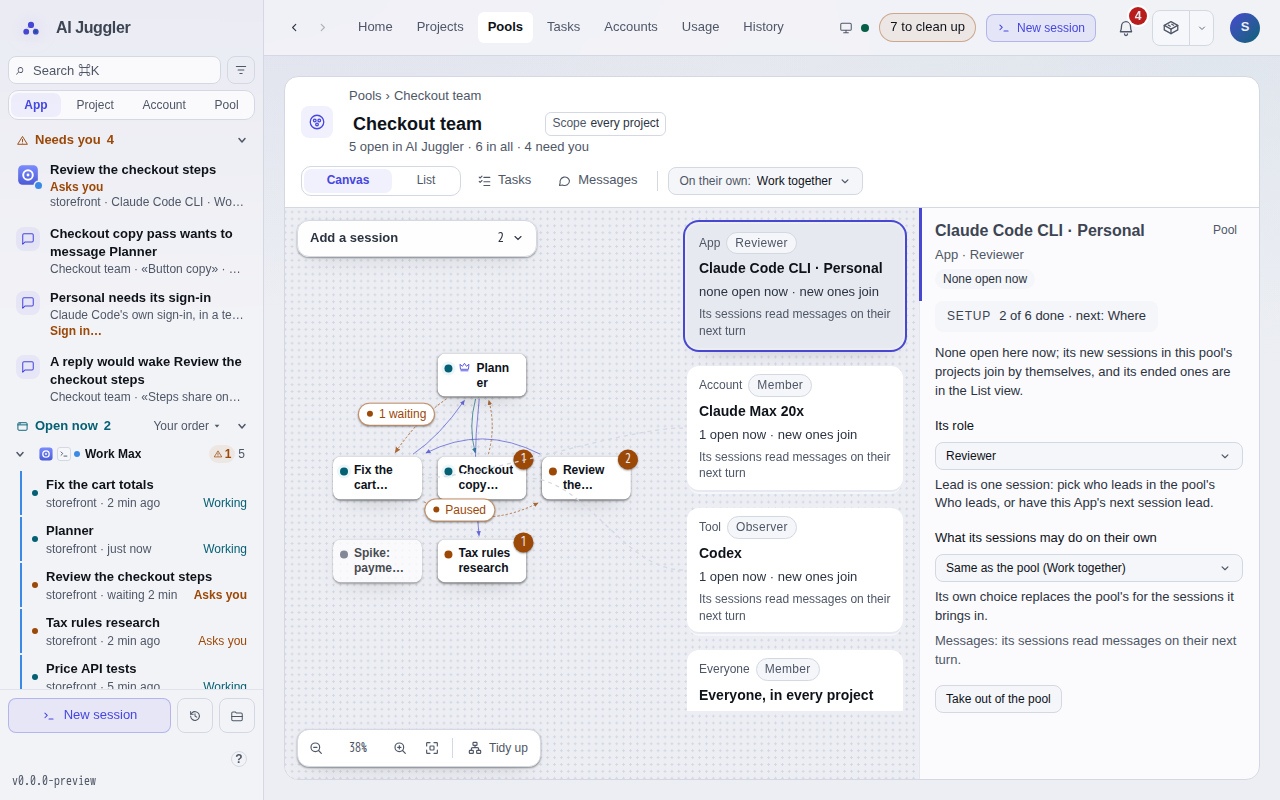 AI Juggler
Search ⌘K
App
Project
Account
Pool
Needs you 4
Review the checkout steps
Asks you
storefront · Claude Code CLI · Wo…
Checkout copy pass wants to
message Planner
Checkout team · «Button copy» · …
Personal needs its sign-in
Claude Code's own sign-in, in a te…
Sign in…
A reply would wake Review the
checkout steps
Checkout team · «Steps share on…
Open now 2
Your order
Work Max
1
5
Fix the cart totals
storefront · 2 min ago
Working
Planner
storefront · just now
Working
Review the checkout steps
storefront · waiting 2 min
Asks you
Tax rules research
storefront · 2 min ago
Asks you
Price API tests
storefront · 5 min ago
Working
New session
?
v0.0.0-preview
Home
Projects
Pools
Tasks
Accounts
Usage
History
7 to clean up
New session
4
S
Pools › Checkout team
Checkout team
Scope every project
5 open in AI Juggler · 6 in all · 4 need you
Canvas
List
Tasks
Messages
On their own: Work together
Add a session
2
Plann
er
1 waiting
Fix the
cart…
Checkout
copy…
1
Review
the…
2
Paused
Spike:
payme…
Tax rules
research
1
38%
Tidy up
App
Reviewer
Claude Code CLI · Personal
none open now · new ones join
Its sessions read messages on their
next turn
Account
Member
Claude Max 20x
1 open now · new ones join
Its sessions read messages on their
next turn
Tool
Observer
Codex
1 open now · new ones join
Its sessions read messages on their
next turn
Everyone
Member
Everyone, in every project
Claude Code CLI · Personal
Pool
App · Reviewer
None open now
SETUP 2 of 6 done · next: Where
None open here now; its new sessions in this pool's
projects join by themselves, and its ended ones are
in the List view.
Its role
Reviewer
Lead is one session: pick who leads in the pool's
Who leads, or have this App's next session lead.
What its sessions may do on their own
Same as the pool (Work together)
Its own choice replaces the pool's for the sessions it
brings in.
Messages: its sessions read messages on their next
turn.
Take out of the pool